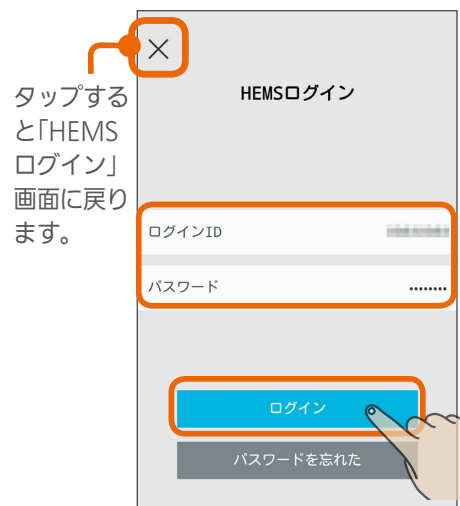 ×
HEMSログイン
タップする
と「HEMS
ログイン」
画面に戻り
ます。
ログインID
パスワード ········
ログイン
パスワードを忘れた